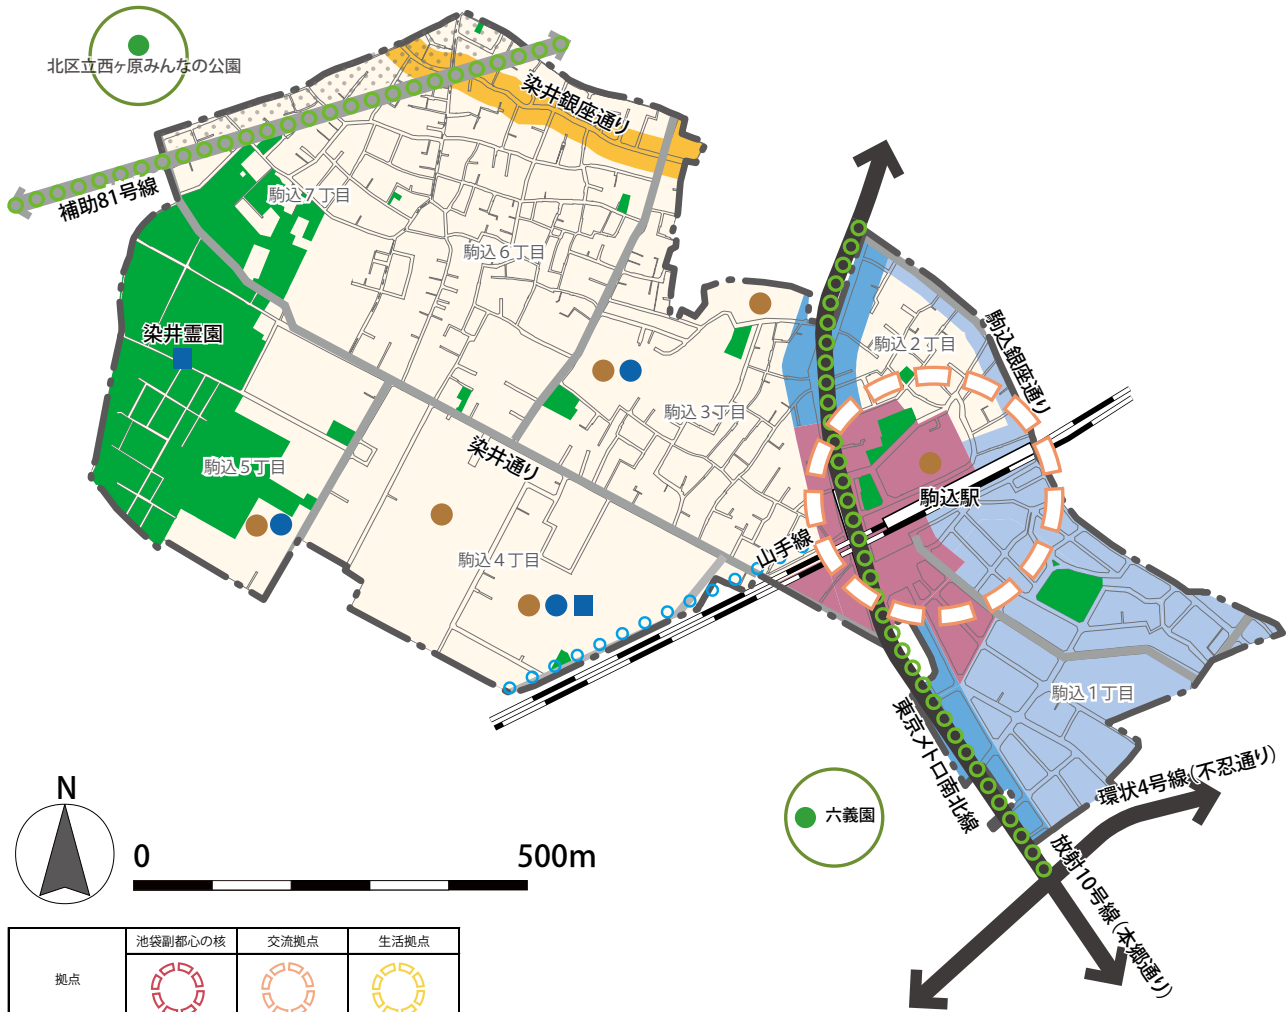 北区立西ヶ原みんなの公園
染井銀座通り
補助81号線
駒込７丁目
駒込６丁目
染井霊園
駒込２丁目
駒込銀座通り
駒込３丁目
染井通り
駒込５丁目
駒込駅
山手線
駒込４丁目
駒込１丁目
東京メトロ南北線
環状4号線(不忍通り)
六義園
放射10号線(本郷通り)
N
0 500m
拠点 池袋副都心の核 交流拠点 生活拠点